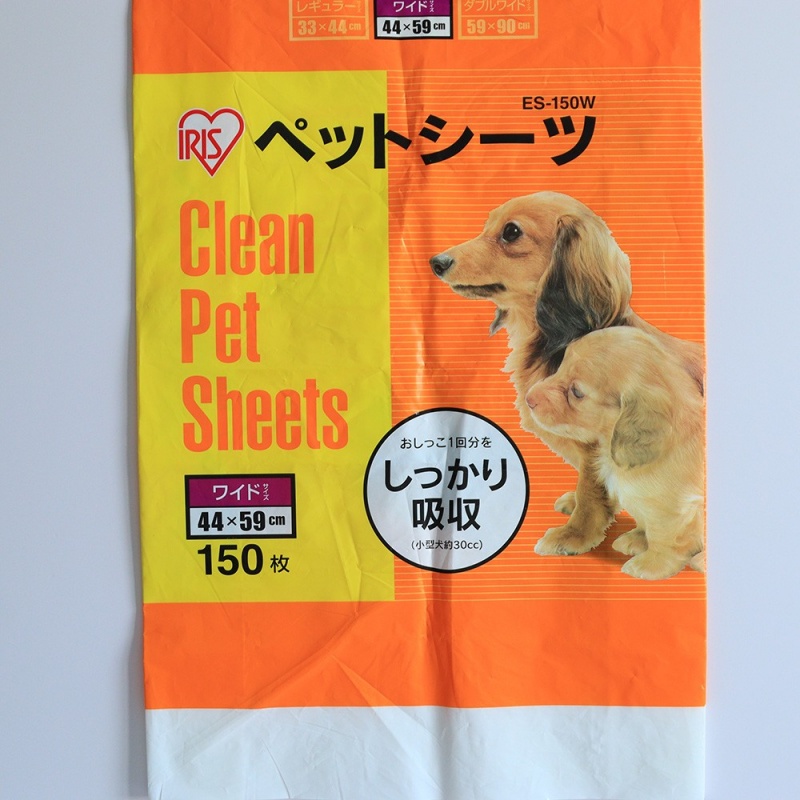 レギュラーサイズ
33×44cm
ワイドサイズ
44×59cm
ダブルワイドサイズ
59×90cm
ES-150W
IRIS
ペットシーツ
Clean
Pet
Sheets
おしっこ1回分を
しっかり
吸収
(小型犬約30cc)
ワイドサイズ
44×59cm
150枚